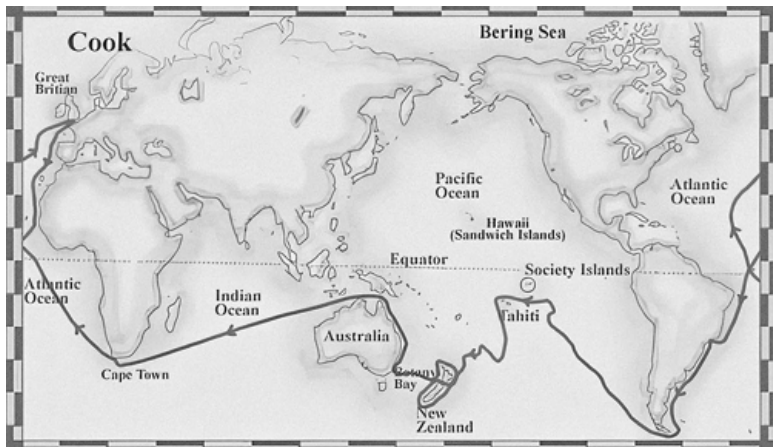 Cook
Bering Sea
Great
Britian
Pacific
Ocean
Atlantic
Ocean
Hawaii
(Sandwich Islands)
Equator
Society Islands
Atlantic
Ocean
Indian
Ocean
Tahiti
Australia
Cape Town
Botany
Bay
New
Zealand